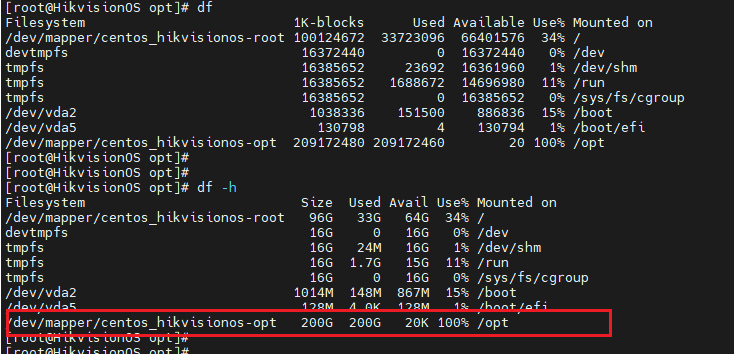 [root@HikvisionOS opt]# df
Filesystem 1K-blocks Used Available Use% Mounted on
/dev/mapper/centos_hikvisionos-root 100124672 33723096 66401576 34% /
devtmpfs 16372440 0 16372440 0% /dev
tmpfs 16385652 23692 16361960 1% /dev/shm
tmpfs 16385652 1688672 14696980 11% /run
tmpfs 16385652 0 16385652 0% /sys/fs/cgroup
/dev/vda2 1038336 151500 886836 15% /boot
/dev/vda5 130798 4 130794 1% /boot/efi
/dev/mapper/centos_hikvisionos-opt 209172480 209172460 20 100% /opt
[root@HikvisionOS opt]#
[root@HikvisionOS opt]#
[root@HikvisionOS opt]# df -h
Filesystem Size Used Avail Use% Mounted on
/dev/mapper/centos_hikvisionos-root 96G 33G 64G 34% /
devtmpfs 16G 0 16G 0% /dev
tmpfs 16G 24M 16G 1% /dev/shm
tmpfs 16G 1.7G 15G 11% /run
tmpfs 16G 0 16G 0% /sys/fs/cgroup
/dev/vda2 1014M 148M 867M 15% /boot
/dev/vda5 128M 4.0K 128M 1% /boot/efi
/dev/mapper/centos_hikvisionos-opt 200G 200G 20K 100% /opt
[root@HikvisionOS opt]#
[root@HikvisionOS opt]#